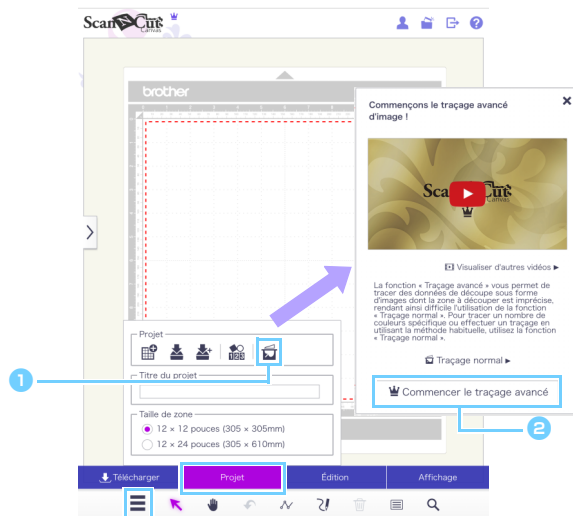 ScanNCut
Canvas
brother
Commençons le traçage avancé
d'image !
ScanNCut
Canvas
Visualiser d'autres vidéos ▶
La fonction « Traçage avancé » vous permet de
tracer des données de découpe sous forme
d'images dont la zone à découper est imprécise,
rendant ainsi difficile l'utilisation de la fonction
« Traçage normal ». Pour tracer un nombre de
couleurs spécifique ou effectuer un traçage en
utilisant la méthode habituelle, utilisez la fonction
« Traçage normal ».
Traçage normal ▶
Commencer le traçage avancé
2
Projet
123
1
Titre du projet
Taille de zone
12 × 12 pouces (305 × 305mm)
12 × 24 pouces (305 × 610mm)
Télécharger
Projet
Édition
Affichage